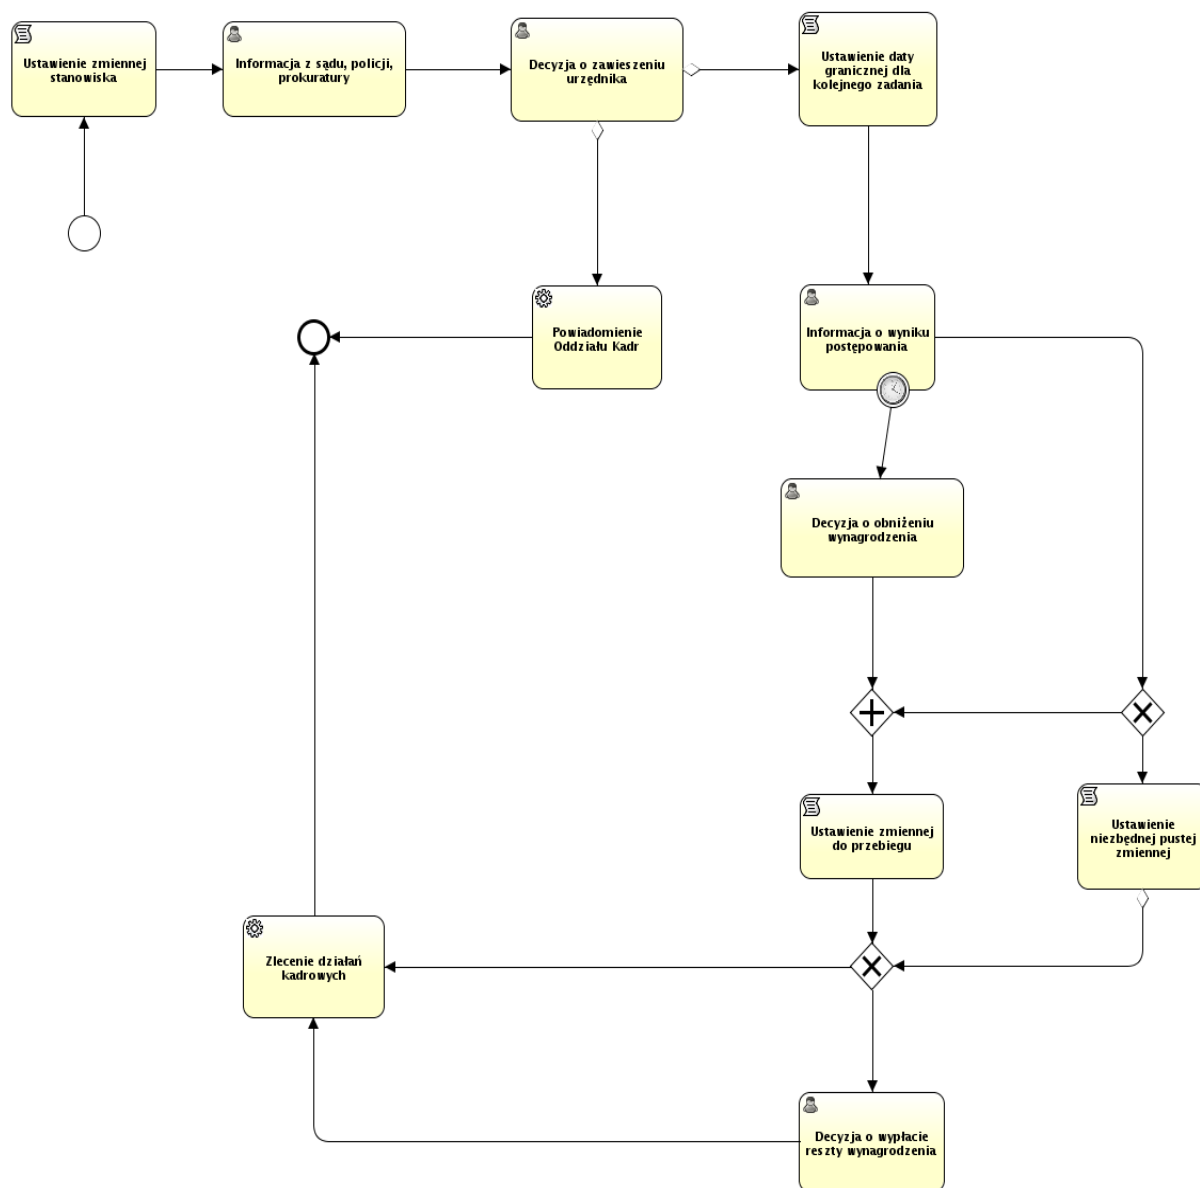 Ustawienie zmiennej
stanowiska
Informacja z sądu, policji,
prokuratury
Decyzja o zawieszeniu
urzędnika
Ustawienie daty
granicznej dla
kolejnego zadania
Powiadomienie
Oddziału Kadr
Informacja o wyniku
postępowania
Decyzja o obniżeniu
wynagrodzenia
Ustawienie zmiennej
do przebiegu
Ustawienie
niezbędnej pustej
zmiennej
Zlecenie działań
kadrowych
Decyzja o wypłacie
reszty wynagrodzenia